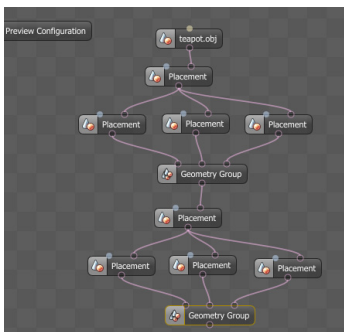 Preview Configuration
teapot.obj
Placement
Placement
Placement
Placement
Geometry Group
Placement
Placement
Placement
Placement
Geometry Group